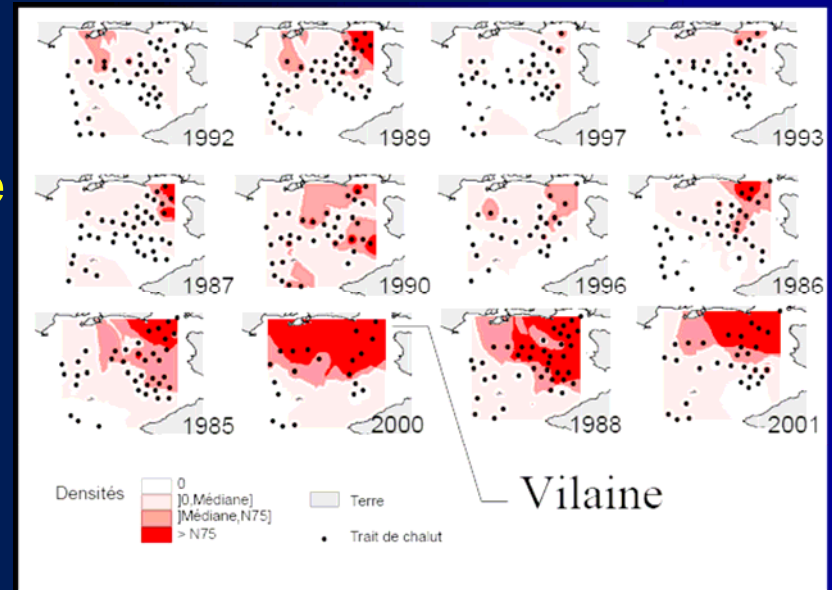 1992 1989 1997 1993
e
1987 1990 1996 1986
1985 2000 1988 2001
Densités
0
]0,Médiane]
]Médiane,N75]
> N75
Terre
Trait de chalut
Vilaine